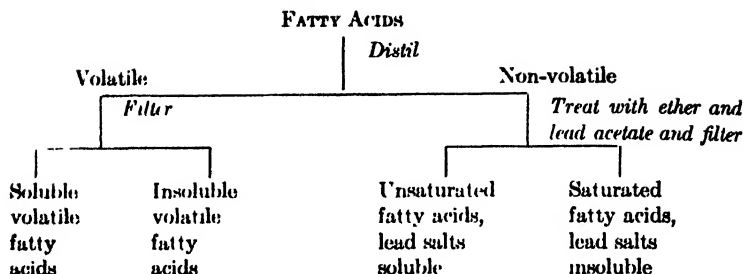 FATTY ACIDS
Distil
Volatile
Non-volatile
Filter
Treat with ether and
lead acetate and filter
Soluble
volatile
fatty
acids
Insoluble
volatile
fatty
acids
Unsaturated
fatty acids,
lead salts
soluble
Saturated
fatty acids,
lead salts
insoluble